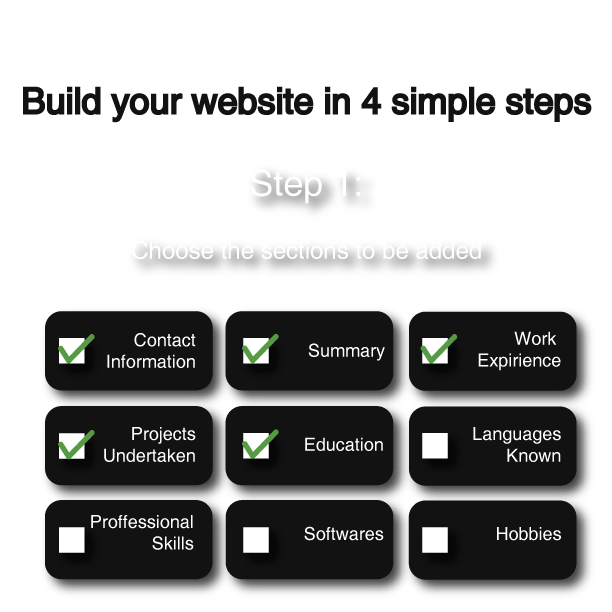 Build your website in 4 simple steps
Step 1:
Choose the sections to be added
Contact
Information
Summary
Work
Expirience
Projects
Undertaken
Education
Languages
Known
Proffessional
Skills
Softwares
Hobbies